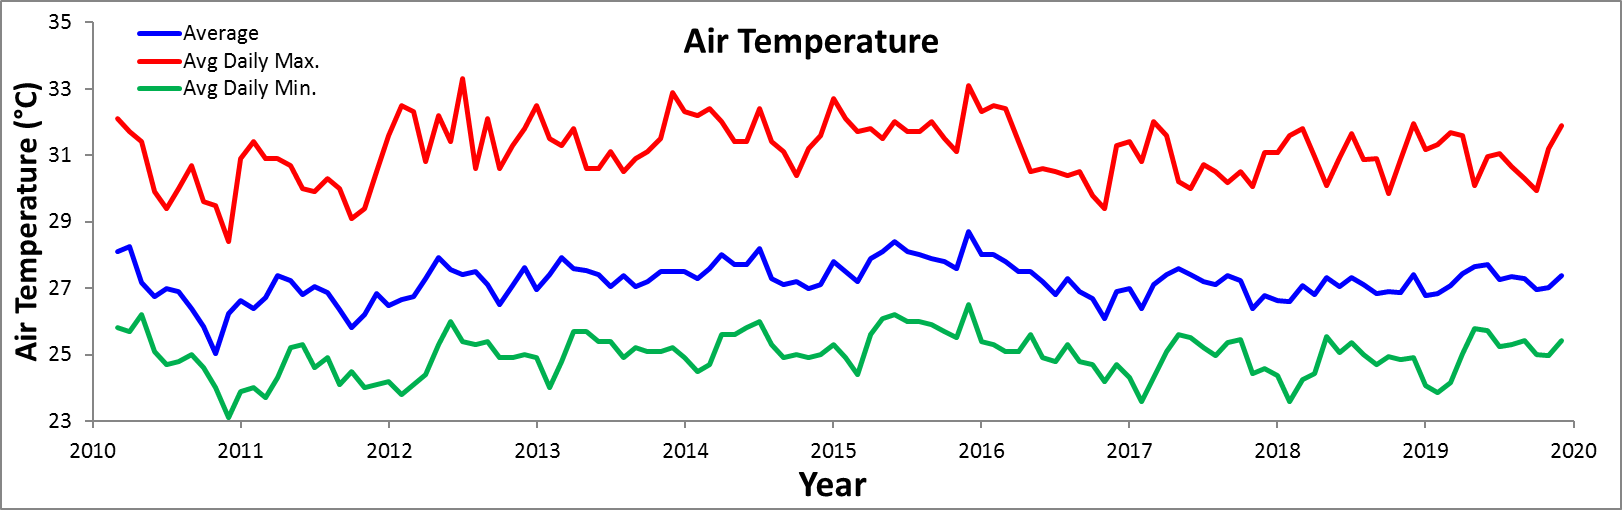 Air Temperature
Average
Avg Daily Max.
Avg Daily Min.
Air Temperature (°C)
35
33
31
29
27
25
23
2010 2011 2012 2013 2014 2015 2016 2017 2018 2019 2020
Year